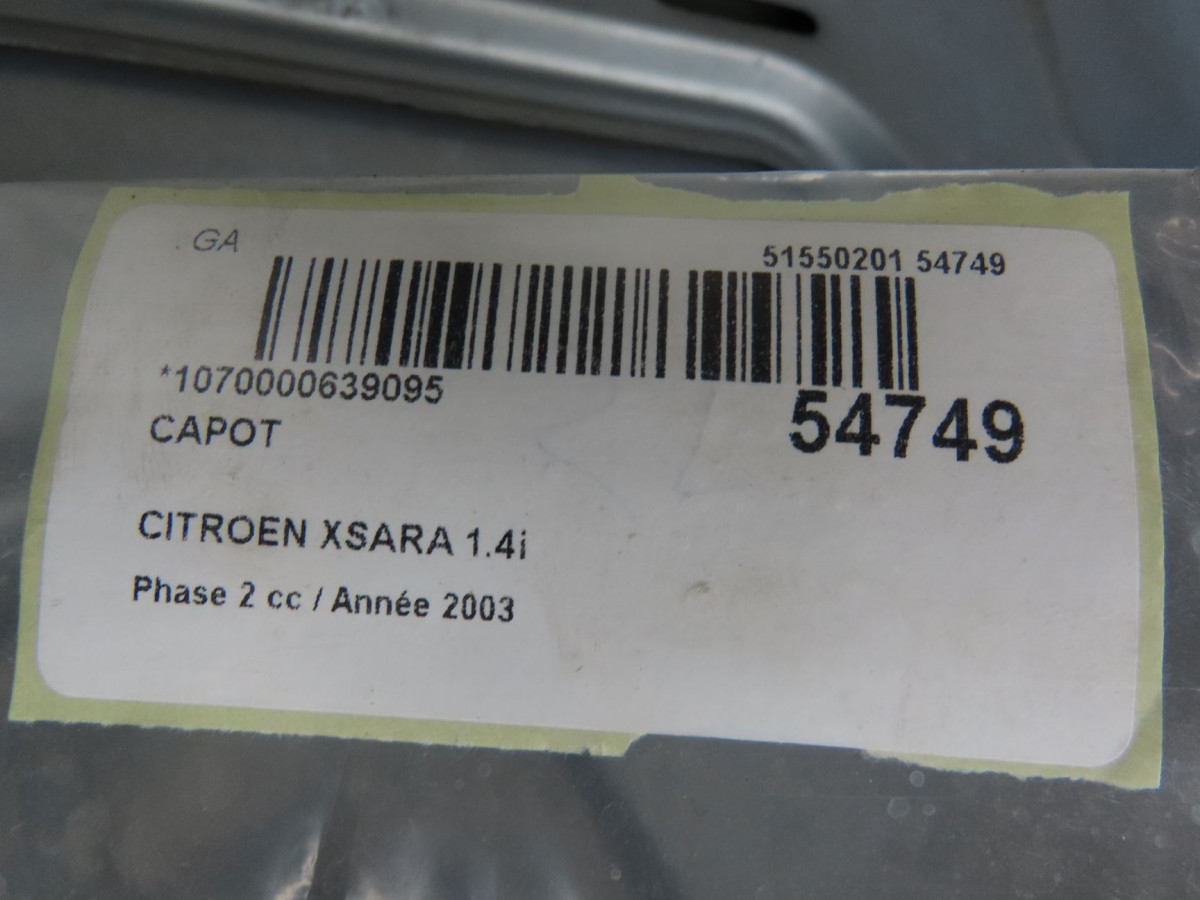 GA
51550201 54749
*1070000639095
54749
CAPOT
CITROEN XSARA 1.4i
Phase 2 cc / Année 2003